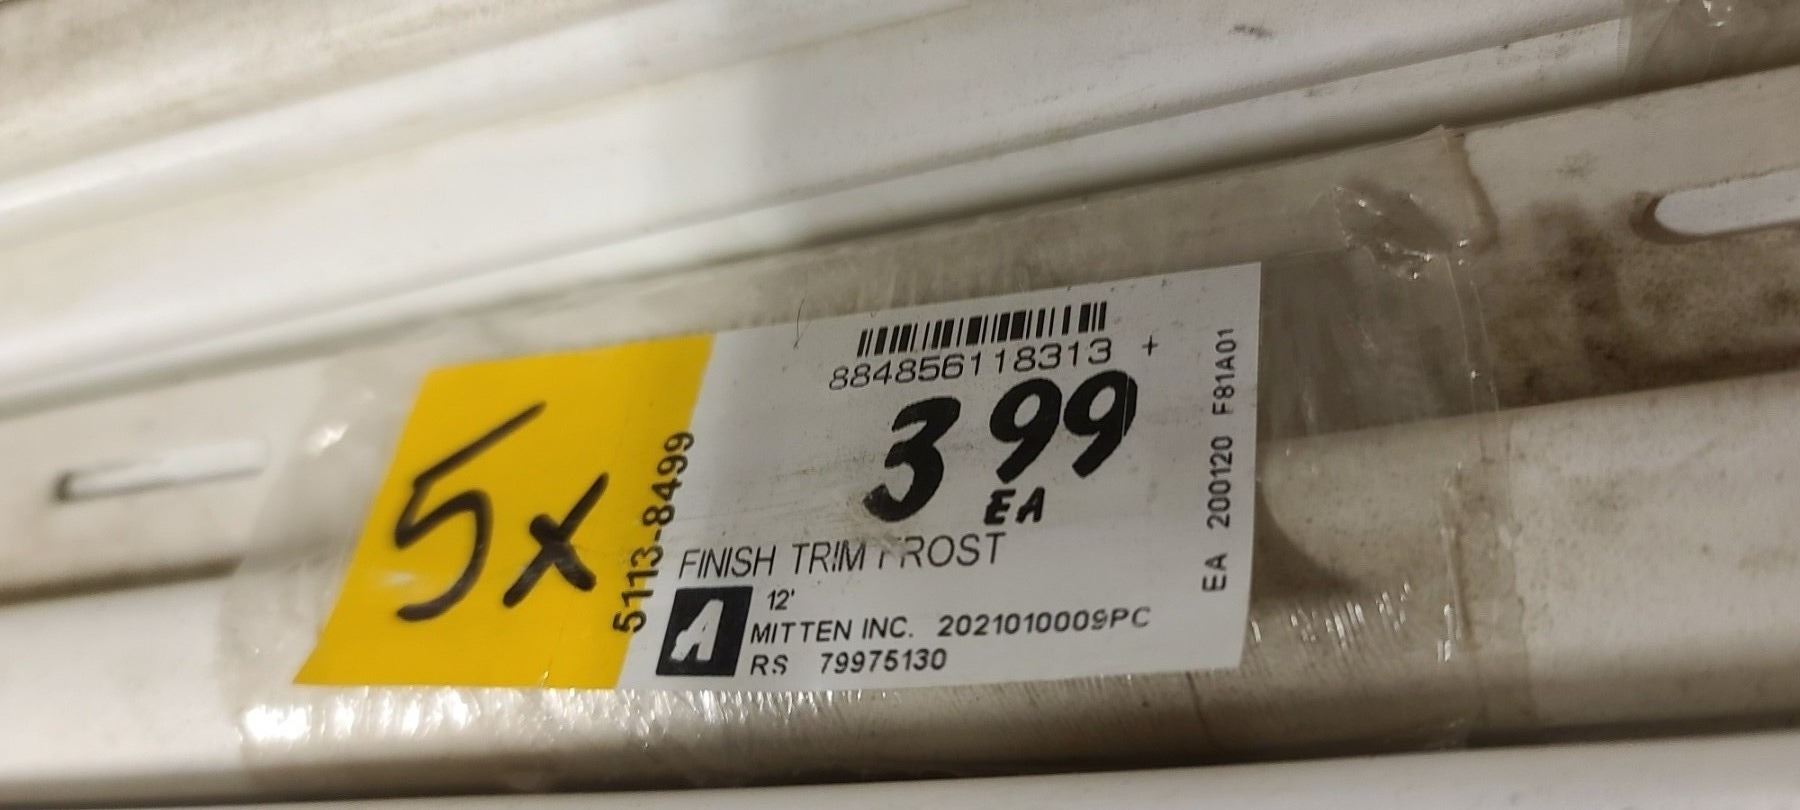 5x
5113-8499
884856118313 +
3 99
EA
FINISH TRIM FROST
A
12'
MITTEN INC. 2021010009PC
RS 79975130
EA 200120 F81A01